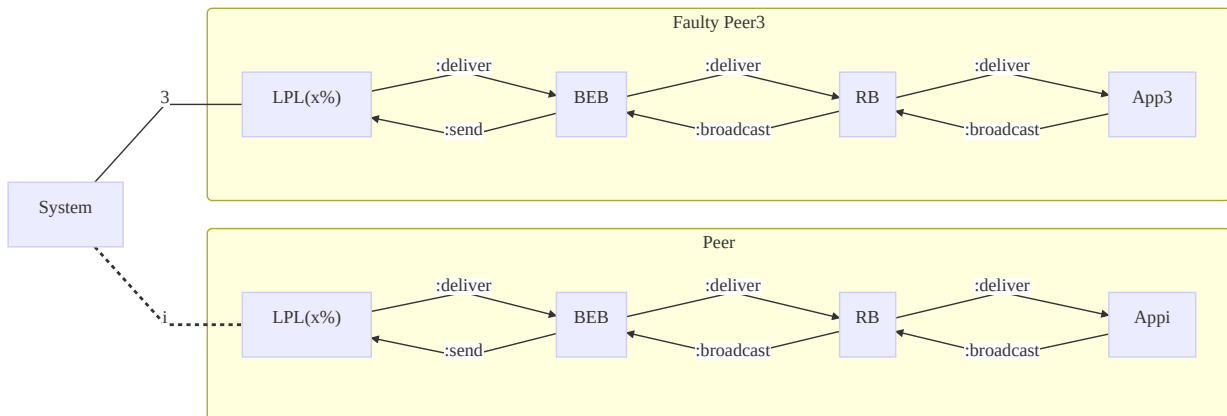 Faulty Peer3
:deliver
:deliver
:deliver
3
LPL(x%)
BEB
RB
App3
:send
:broadcast
:broadcast
System
Peer
:deliver
:deliver
:deliver
i
LPL(x%)
BEB
RB
Appi
:send
:broadcast
:broadcast